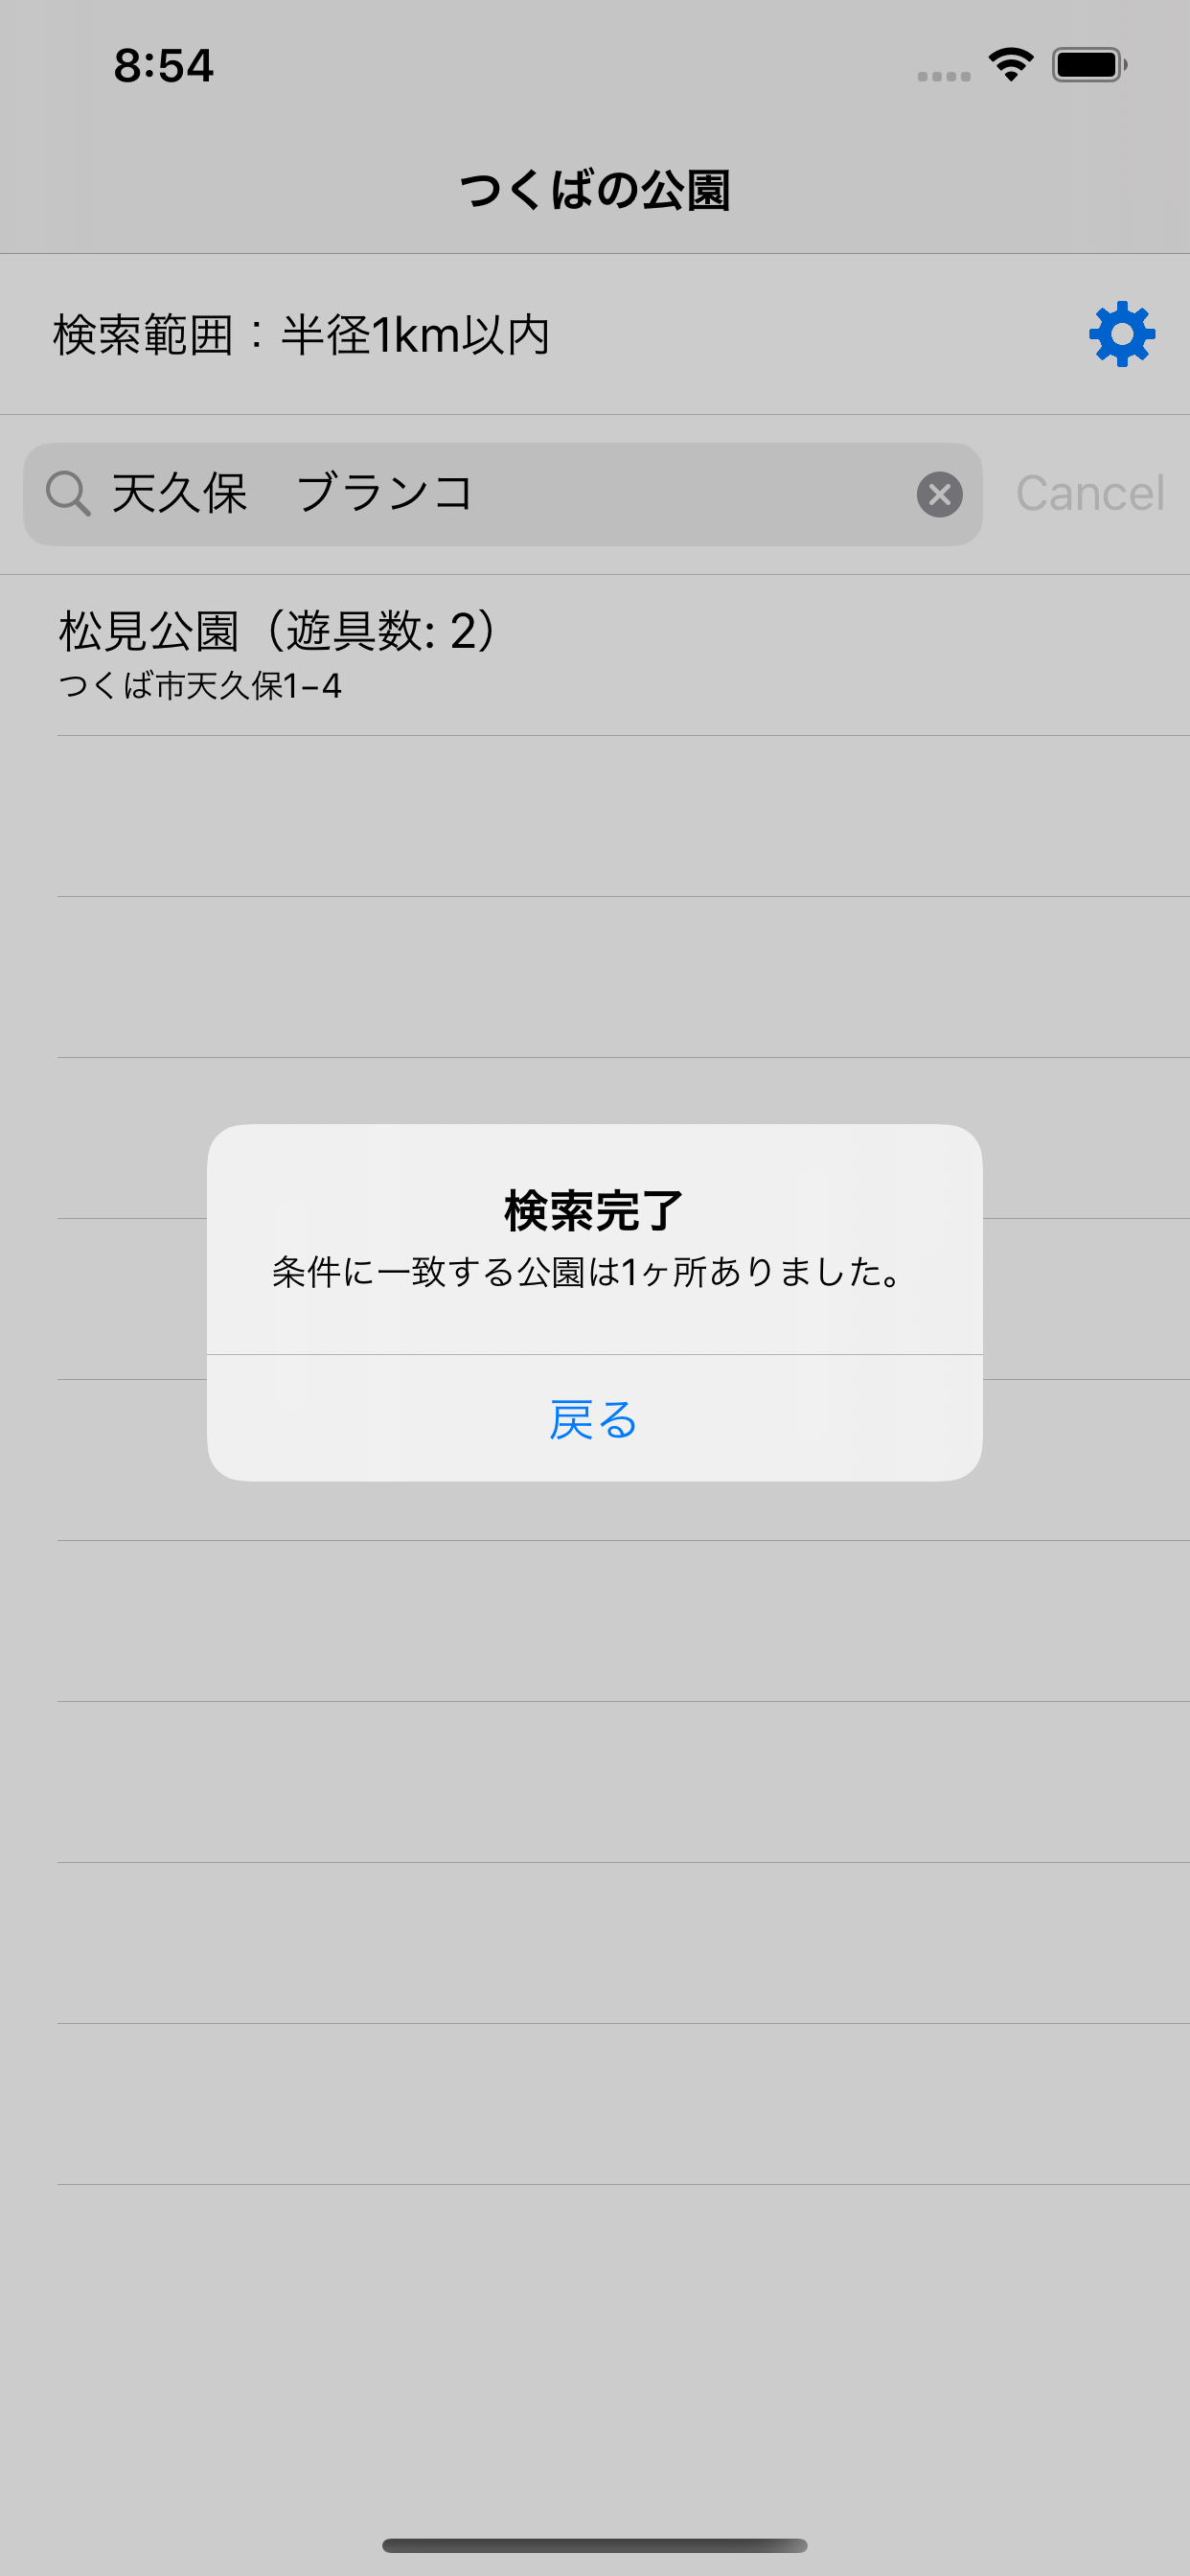 8:54
つくばの公園
検索範囲：半径1km以内
天久保　ブランコ
Cancel
松見公園（遊具数: 2）
つくば市天久保1−4
検索完了
条件に一致する公園は1ヶ所ありました。
戻る